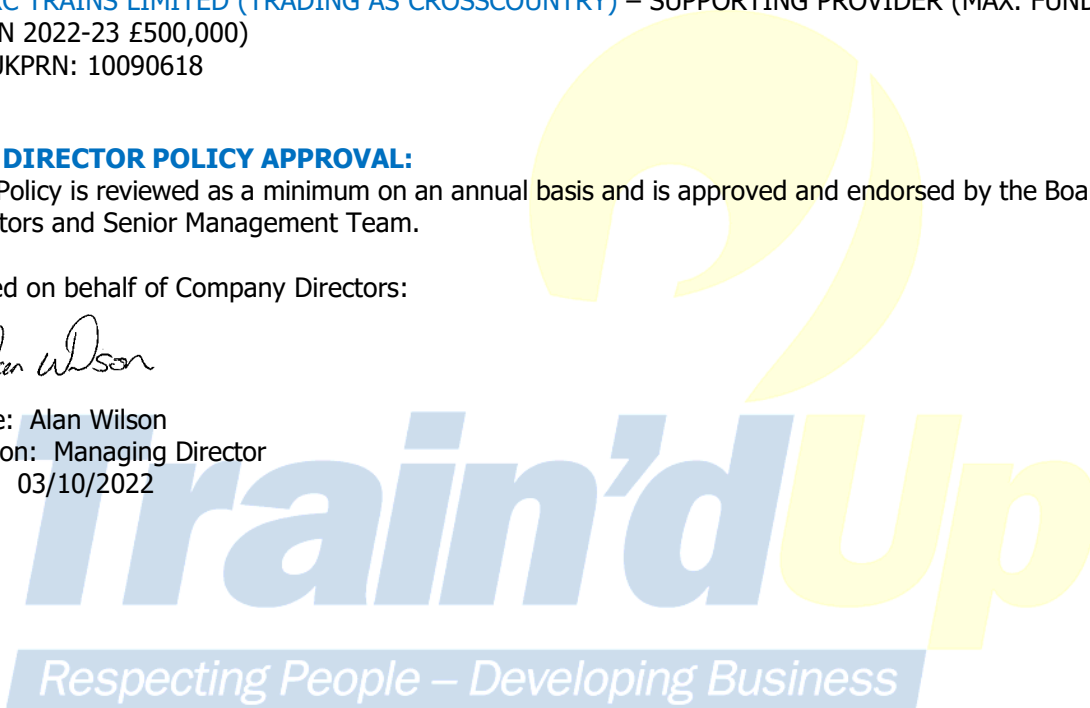 XC TRAINS LIMITED (TRADING AS CROSSCOUNTRY) – SUPPORTING PROVIDER (MAX. FUND
N 2022-23 £500,000)
UKPRN: 10090618
DIRECTOR POLICY APPROVAL:
Policy is reviewed as a minimum on an annual basis and is approved and endorsed by the Boa
tors and Senior Management Team.
ed on behalf of Company Directors:
Wilson
e: Alan Wilson
on: Managing Director
03/10/2022
Train'dUp
Respecting People – Developing Business